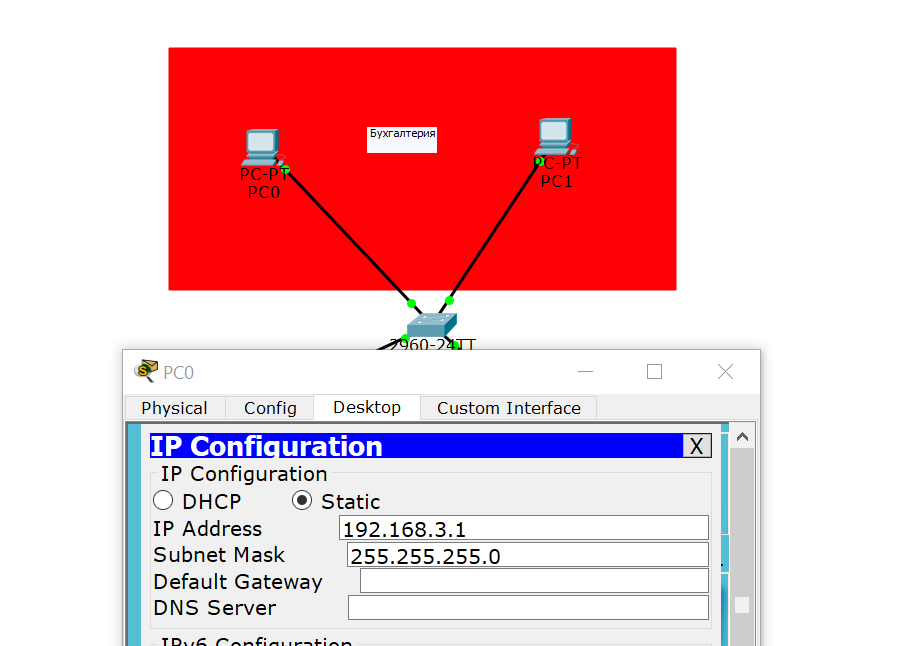 Бухгалтерия
PC-PT
PC0
PC-PT
PC1
2960-24TT
PC0
Physical
Config
Desktop
Custom Interface
IP Configuration
X
IP Configuration
DHCP
Static
IP Address
192.168.3.1
Subnet Mask
255.255.255.0
Default Gateway
DNS Server
IPv6 Configuration